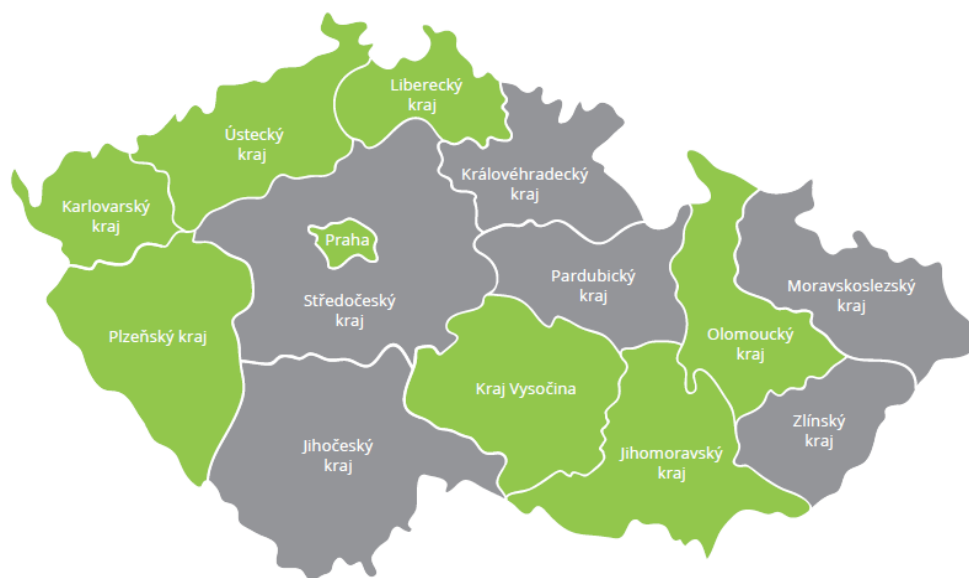 Liberecký
kraj
Ústecký
kraj
Královéhradecký
kraj
Karlovarský
kraj
Praha
Pardubický
kraj
Moravskoslezský
kraj
Středočeský
kraj
Plzeňský kraj
Olomoucký
kraj
Kraj Vysočina
Zlínský
kraj
Jihočeský
kraj
Jihomoravský
kraj